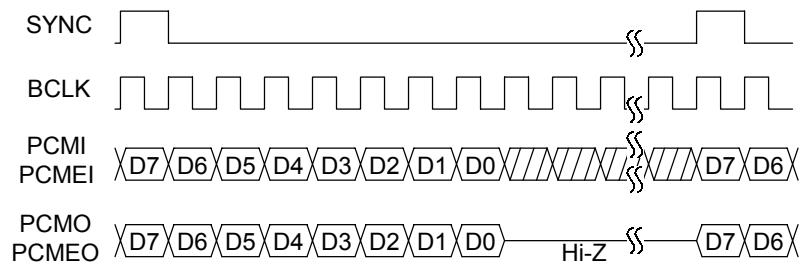 SYNC
BCLK
PCMI
PCMEI
D7 D6 D5 D4 D3 D2 D1 D0 D7 D6
PCMO
PCMEO
D7 D6 D5 D4 D3 D2 D1 D0 Hi-Z D7 D6